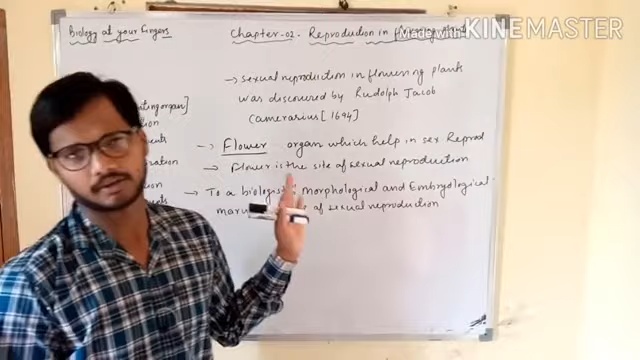 Biology at your Fingers
Chapter-02. Reproduction in Flowering Plants
Made with KINEMASTER
→ sexual reproduction in flowering plants
was discovered by Rudolph Jacob
Camerarius [1694]
→ Flower organ which help in sex Reprod
→ Flower is the site of sexual reproduction
→ To a biologist morphological and Embryological
of sexual reproduction